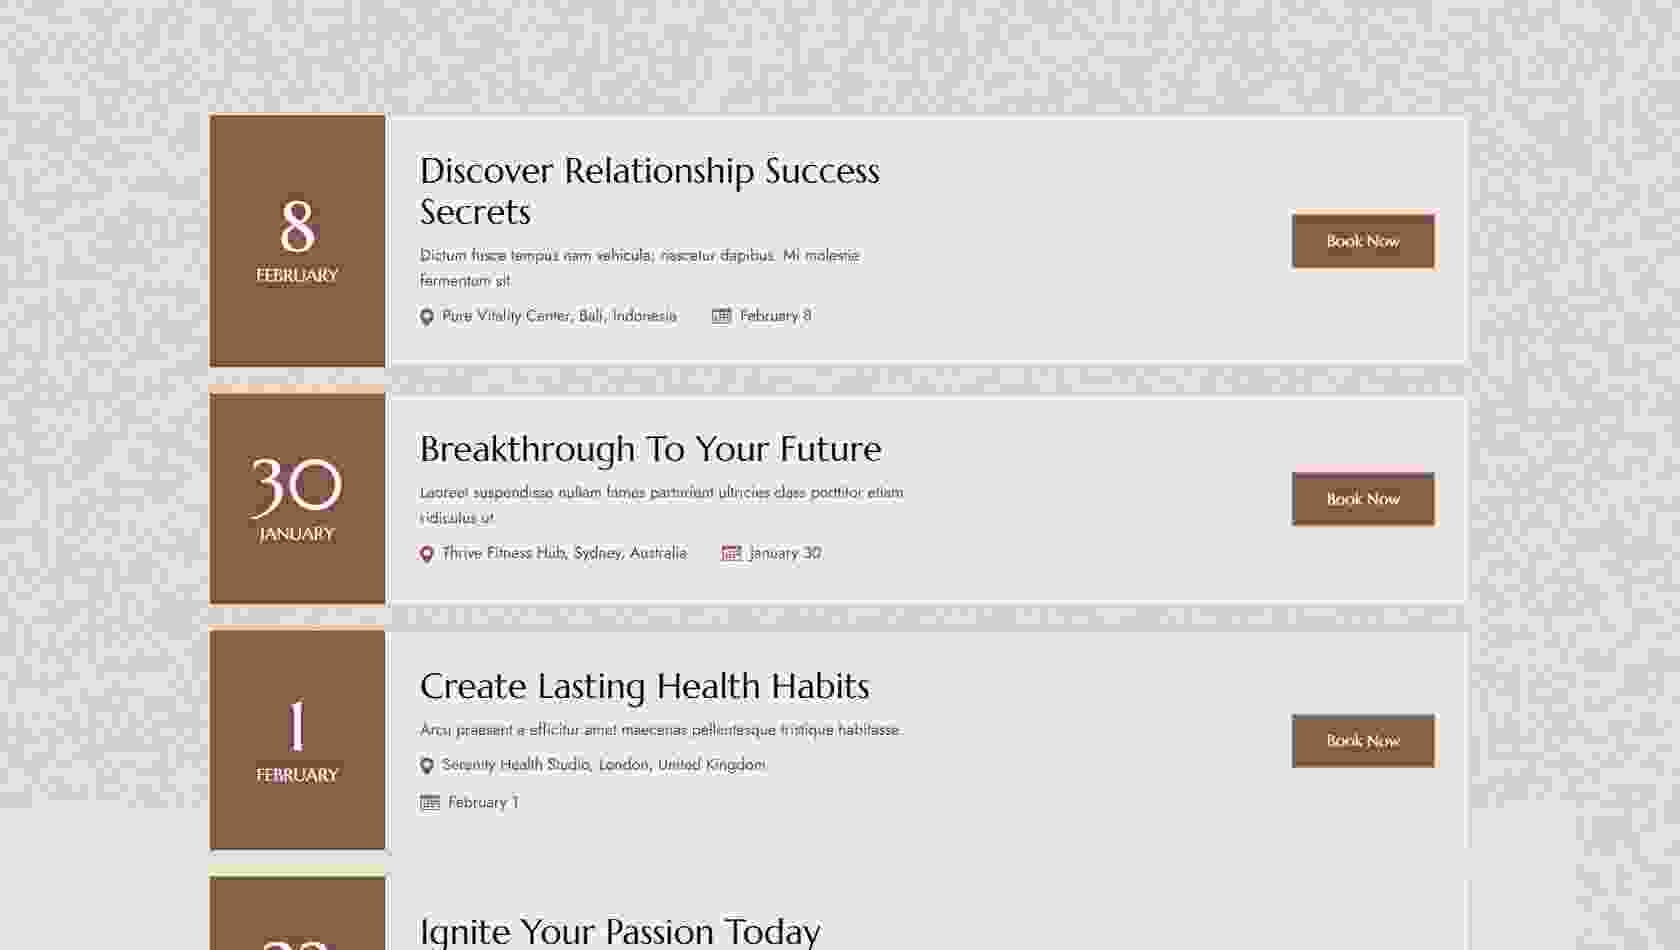 8
FEBRUARY
Discover Relationship Success
Secrets
Dictum fusce tempus nam vehicula; nascetur dapibus. Mi molestie
fermentum sit.
Pure Vitality Center, Bali, Indonesia
February 8
Book Now
30
JANUARY
Breakthrough To Your Future
Laoreet suspendisse nullam fames parturient ultricies class porttitor etiam
ridiculus ut.
Thrive Fitness Hub, Sydney, Australia
January 30
Book Now
1
FEBRUARY
Create Lasting Health Habits
Arcu praesent a efficitur amet maecenas pellentesque tristique habitasse.
Serenity Health Studio, London, United Kingdom
February 1
Book Now
Ignite Your Passion Today